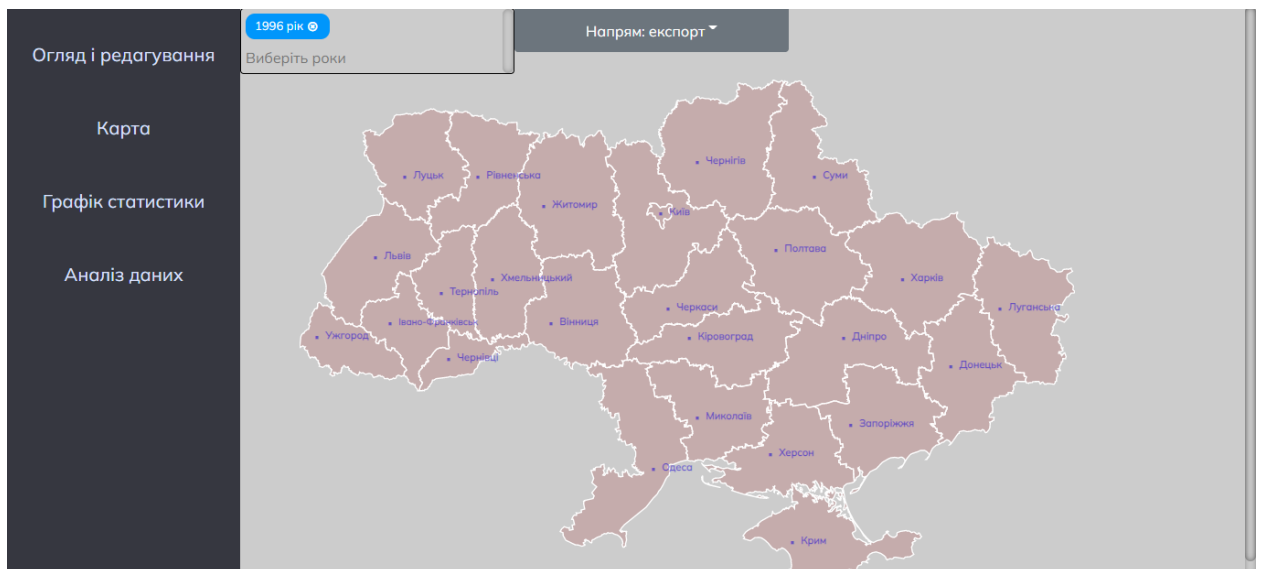 Огляд і редагування
Карта
Графік статистики
Аналіз даних
1996 рік
Виберіть роки
Напрям: експорт
Чернігів
Луцьк
Рівненська
Суми
Житомир
Київ
Львів
Полтава
Хмельницький
Харків
Тернопіль
Черкаси
Луганська
Івано-Франківськ
Вінниця
Ужгород
Кіровоград
Дніпро
Чернівці
Донецьк
Миколаїв
Запоріжжя
Херсон
Одеса
Крим